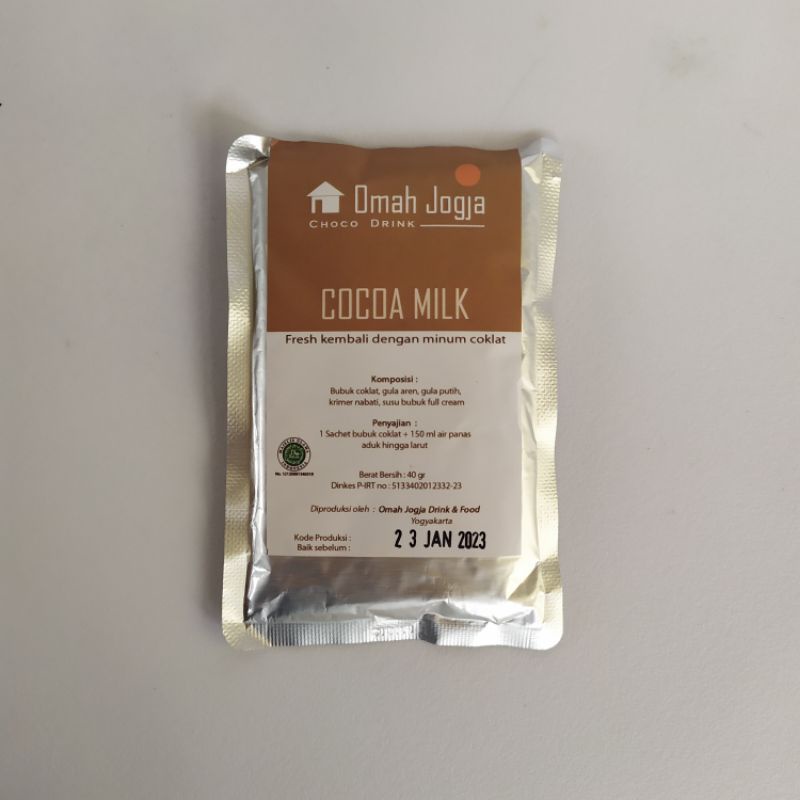 Omah Jogja
CHOCO DRINK
COCOA MILK
Fresh kembali dengan minum coklat
Komposisi :
Bubuk coklat, gula aren, gula putih,
krimer nabati, susu bubuk full cream
Penyajian :
1 Sachet bubuk coklat + 150 ml air panas
aduk hingga larut
Berat Bersih : 40 gr
Dinkes P-IRT no : 5133402012332-23
Diproduksi oleh : Omah Jogja Drink & Food
Yogyakarta
Kode Produksi :
Baik sebelum :
23 JAN 2023